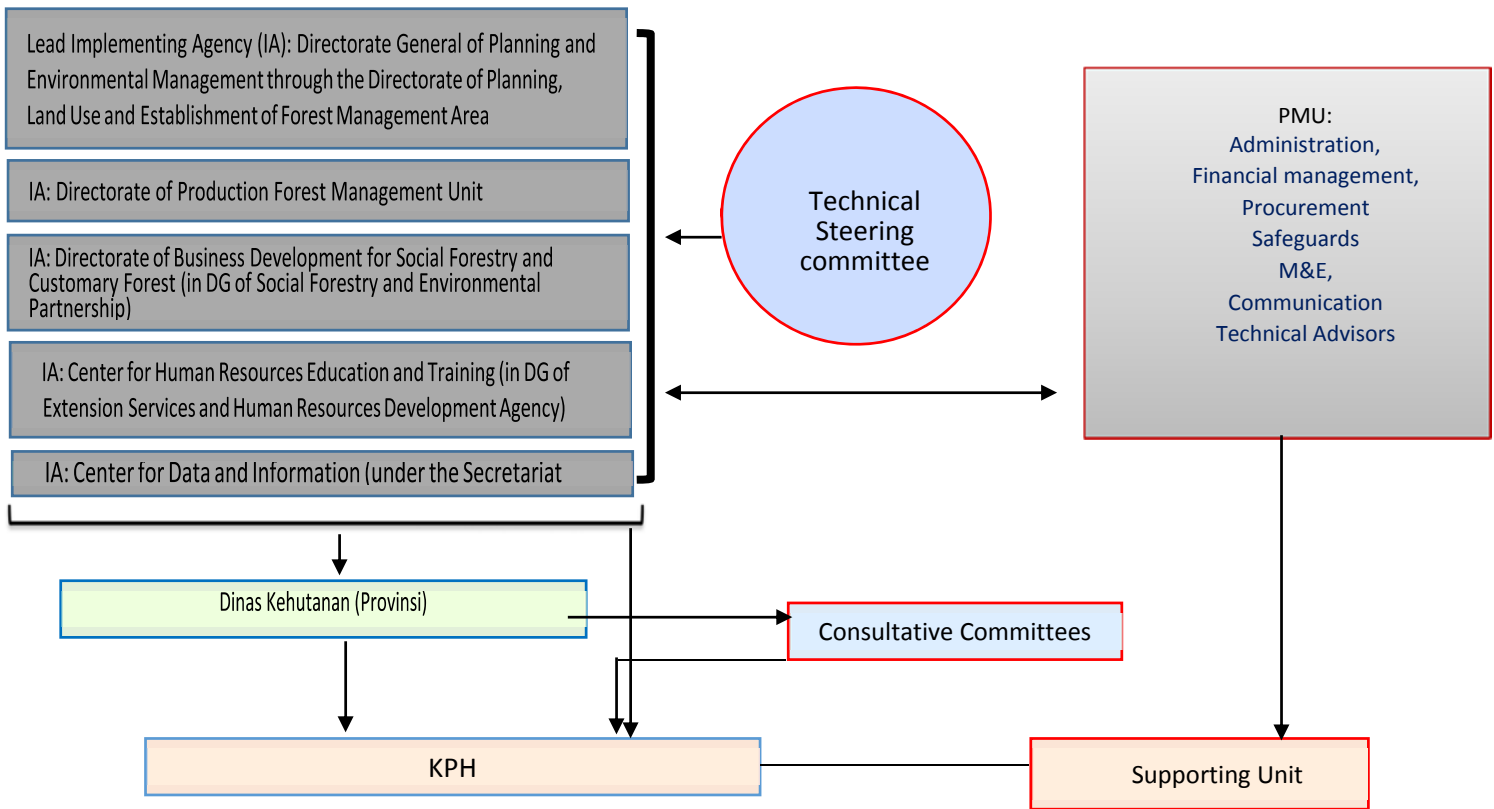 Lead Implementing Agency (IA): Directorate General of Planning and
Environmental Management through the Directorate of Planning,
Land Use and Establishment of Forest Management Area
IA: Directorate of Production Forest Management Unit
IA: Directorate of Business Development for Social Forestry and
Customary Forest (in DG of Social Forestry and Environmental
Partnership)
IA: Center for Human Resources Education and Training (in DG of
Extension Services and Human Resources Development Agency)
IA: Center for Data and Information (under the Secretariat
Technical
Steering
committee
PMU:
Administration,
Financial management,
Procurement
Safeguards
M&E,
Communication
Technical Advisors
Dinas Kehutanan (Provinsi)
Consultative Committees
KPH
Supporting Unit